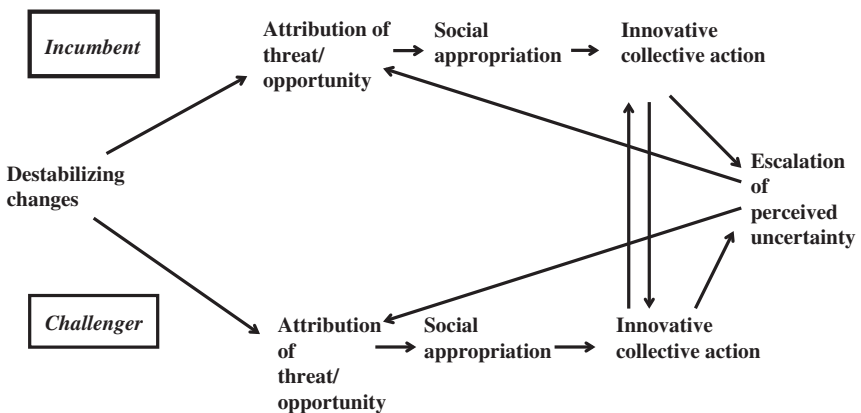 Incumbent
Attribution of
threat/
opportunity
Social
appropriation
Innovative
collective action
Destabilizing
changes
Escalation
of
perceived
uncertainty
Challenger
Attribution
of
threat/
opportunity
Social
appropriation
Innovative
collective action